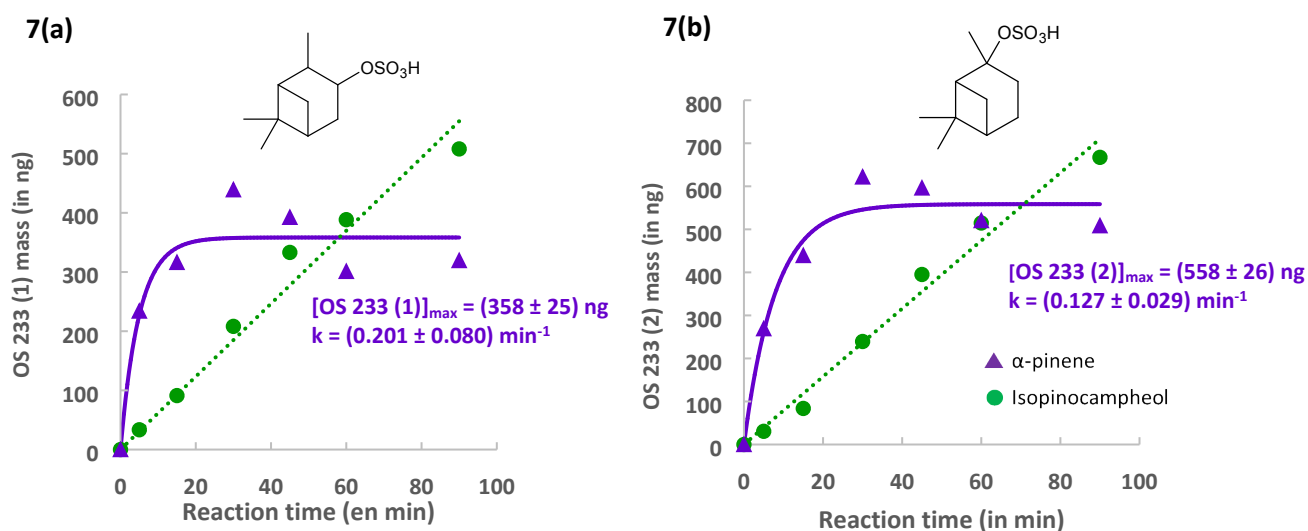 7(a)
OSO₃H
600
500
400
300
200
100
0
OS 233 (1) mass (in ng)
[OS 233 (1)]max = (358 ± 25) ng
k = (0.201 ± 0.080) min⁻¹
0 20 40 60 80 100
Reaction time (en min)
7(b)
OSO₃H
800
700
600
500
400
300
200
100
0
OS 233 (2) mass (in ng)
[OS 233 (2)]max = (558 ± 26) ng
k = (0.127 ± 0.029) min⁻¹
α-pinene
Isopinocampheol
0 20 40 60 80 100
Reaction time (in min)